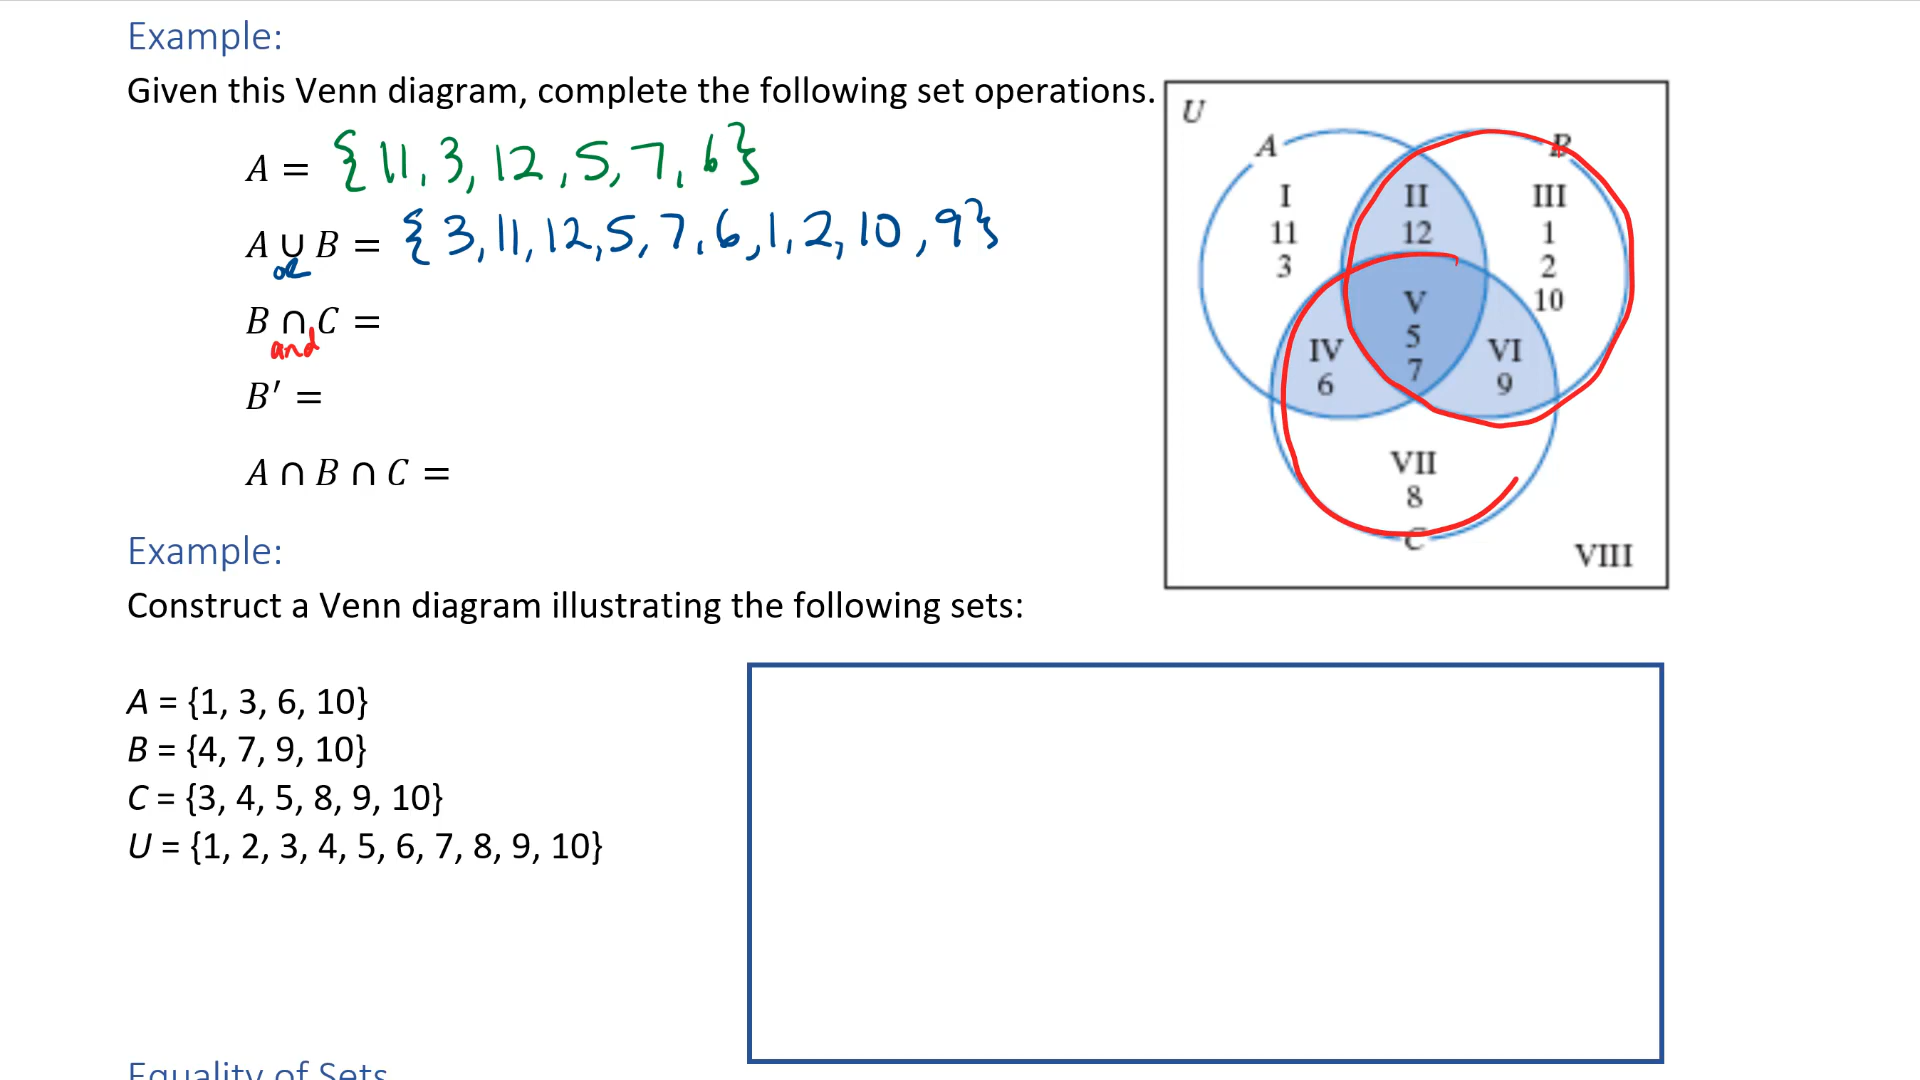 Example:
Given this Venn diagram, complete the following set operations.
A = {11, 3, 12, 5, 7, 6}
A ∪ B = {3, 11, 12, 5, 7, 6, 1, 2, 10, 9}
or
B ∩ C =
and
B′ =
A ∩ B ∩ C =
U
A
B
I
11
3
II
12
III
1
2
10
V
5
7
IV
6
VI
9
VII
8
C
VIII
Example:
Construct a Venn diagram illustrating the following sets:
A = {1, 3, 6, 10}
B = {4, 7, 9, 10}
C = {3, 4, 5, 8, 9, 10}
U = {1, 2, 3, 4, 5, 6, 7, 8, 9, 10}
Equality of Sets